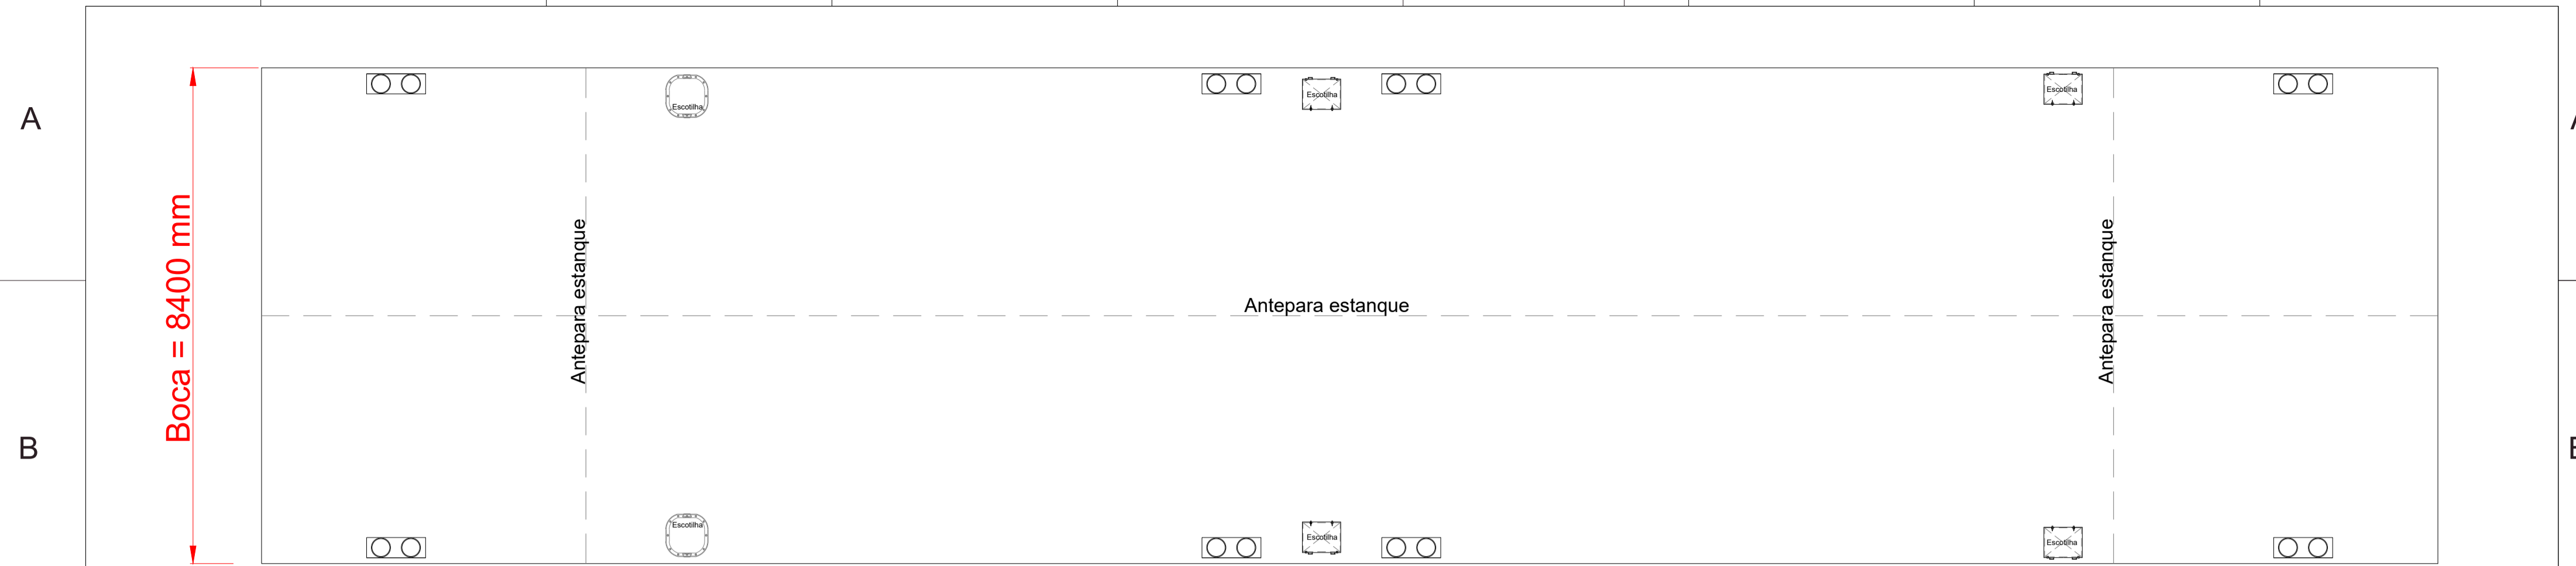 A
A
Escotilha
Escotilha
Escotilha
Boca = 8400 mm
Antepara estanque
Antepara estanque
Antepara estanque
B
Escotilha
Escotilha
Escotilha